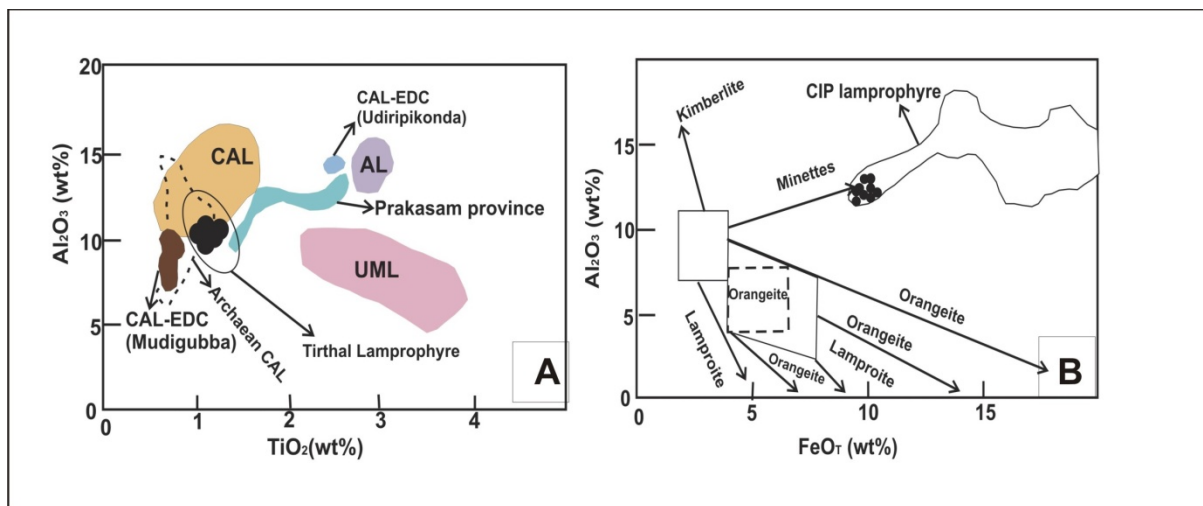 20
15
10
5
0
Al₂O₃ (wt%)
CAL-EDC
(Udiripikonda)
CAL
AL
Prakasam province
UML
CAL-EDC
(Mudigubba)
Archaean CAL
Tirthal Lamprophyre
A
0
1
2
3
4
TiO₂(wt%)
15
10
5
0
Al₂O₃ (wt%)
Kimberlite
CIP lamprophyre
Minettes
Orangeite
Orangeite
Orangeite
Lamproite
Orangeite
Lamproite
B
0
5
10
15
FeOT (wt%)